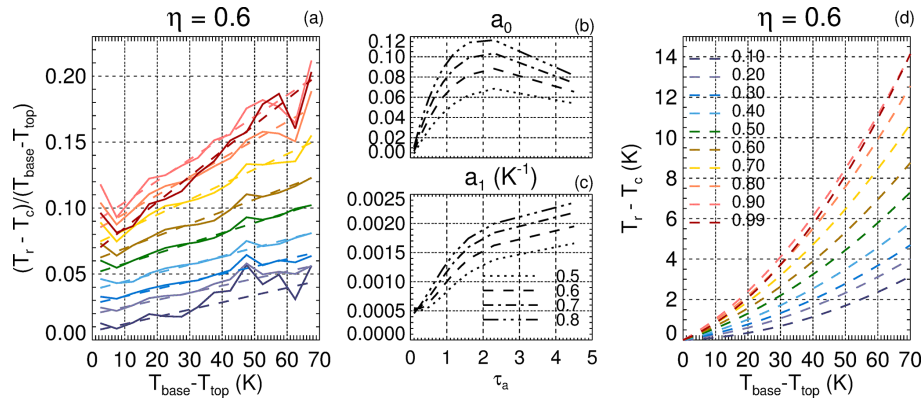 η = 0.6
(a)
(T_r - T_c)/(T_base-T_top)
0.20
0.15
0.10
0.05
0.00
0 10 20 30 40 50 60 70
T_base-T_top (K)
a_0
(b)
0.12
0.10
0.08
0.06
0.04
0.02
0.00
a_1 (K^-1)
(c)
0.0025
0.0020
0.0015
0.0010
0.0005
0.0000
0.5
0.6
0.7
0.8
0 1 2 3 4 5
τ_a
η = 0.6
(d)
T_r - T_c (K)
14
12
10
8
6
4
2
0
0.10
0.20
0.30
0.40
0.50
0.60
0.70
0.80
0.90
0.99
0 10 20 30 40 50 60 70
T_base-T_top (K)